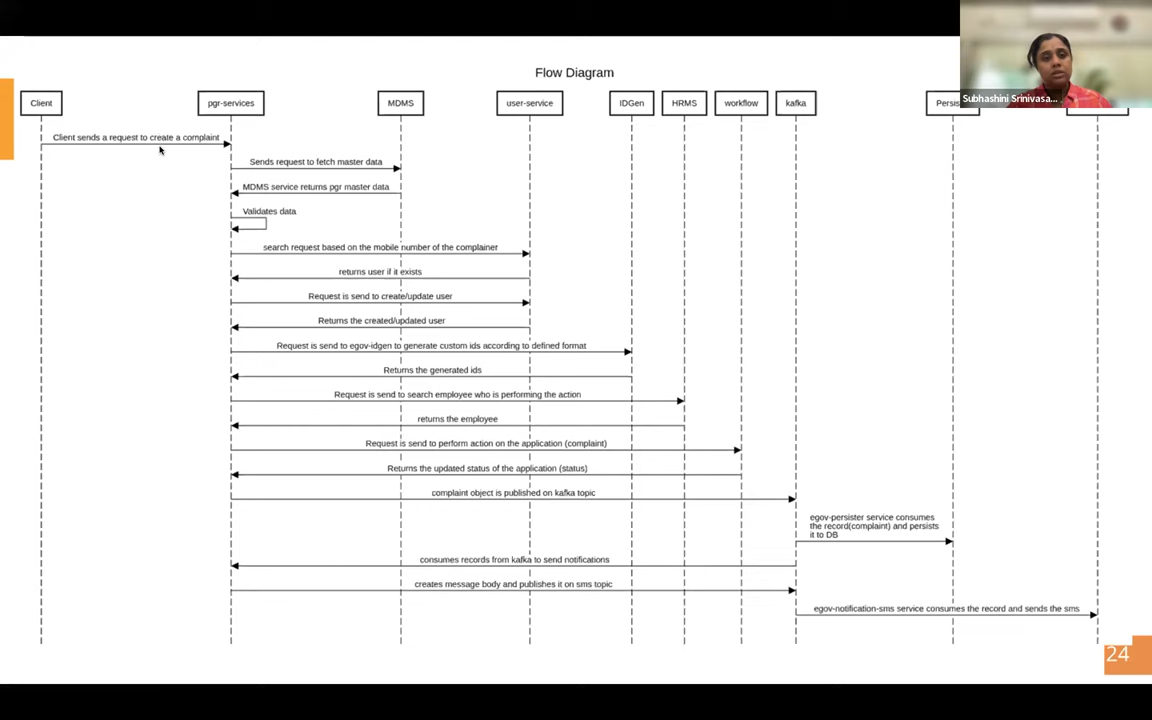 Flow Diagram
Subhashini Srinivasa...
Client
pgr-services
MDMS
user-service
IDGen
HRMS
workflow
kafka
Client sends a request to create a complaint
Sends request to fetch master data
MDMS service returns pgr master data
Validates data
search request based on the mobile number of the complainer
returns user if it exists
Request is send to create/update user
Returns the created/updated user
Request is send to egov-idgen to generate custom ids according to defined format
Returns the generated ids
Request is send to search employee who is performing the action
returns the employee
Request is send to perform action on the application (complaint)
Returns the updated status of the application (status)
complaint object is published on kafka topic
egov-persister service consumes
the record(complaint) and persists
it to DB
consumes records from kafka to send notifications
creates message body and publishes it on sms topic
egov-notification-sms service consumes the record and sends the sms
24